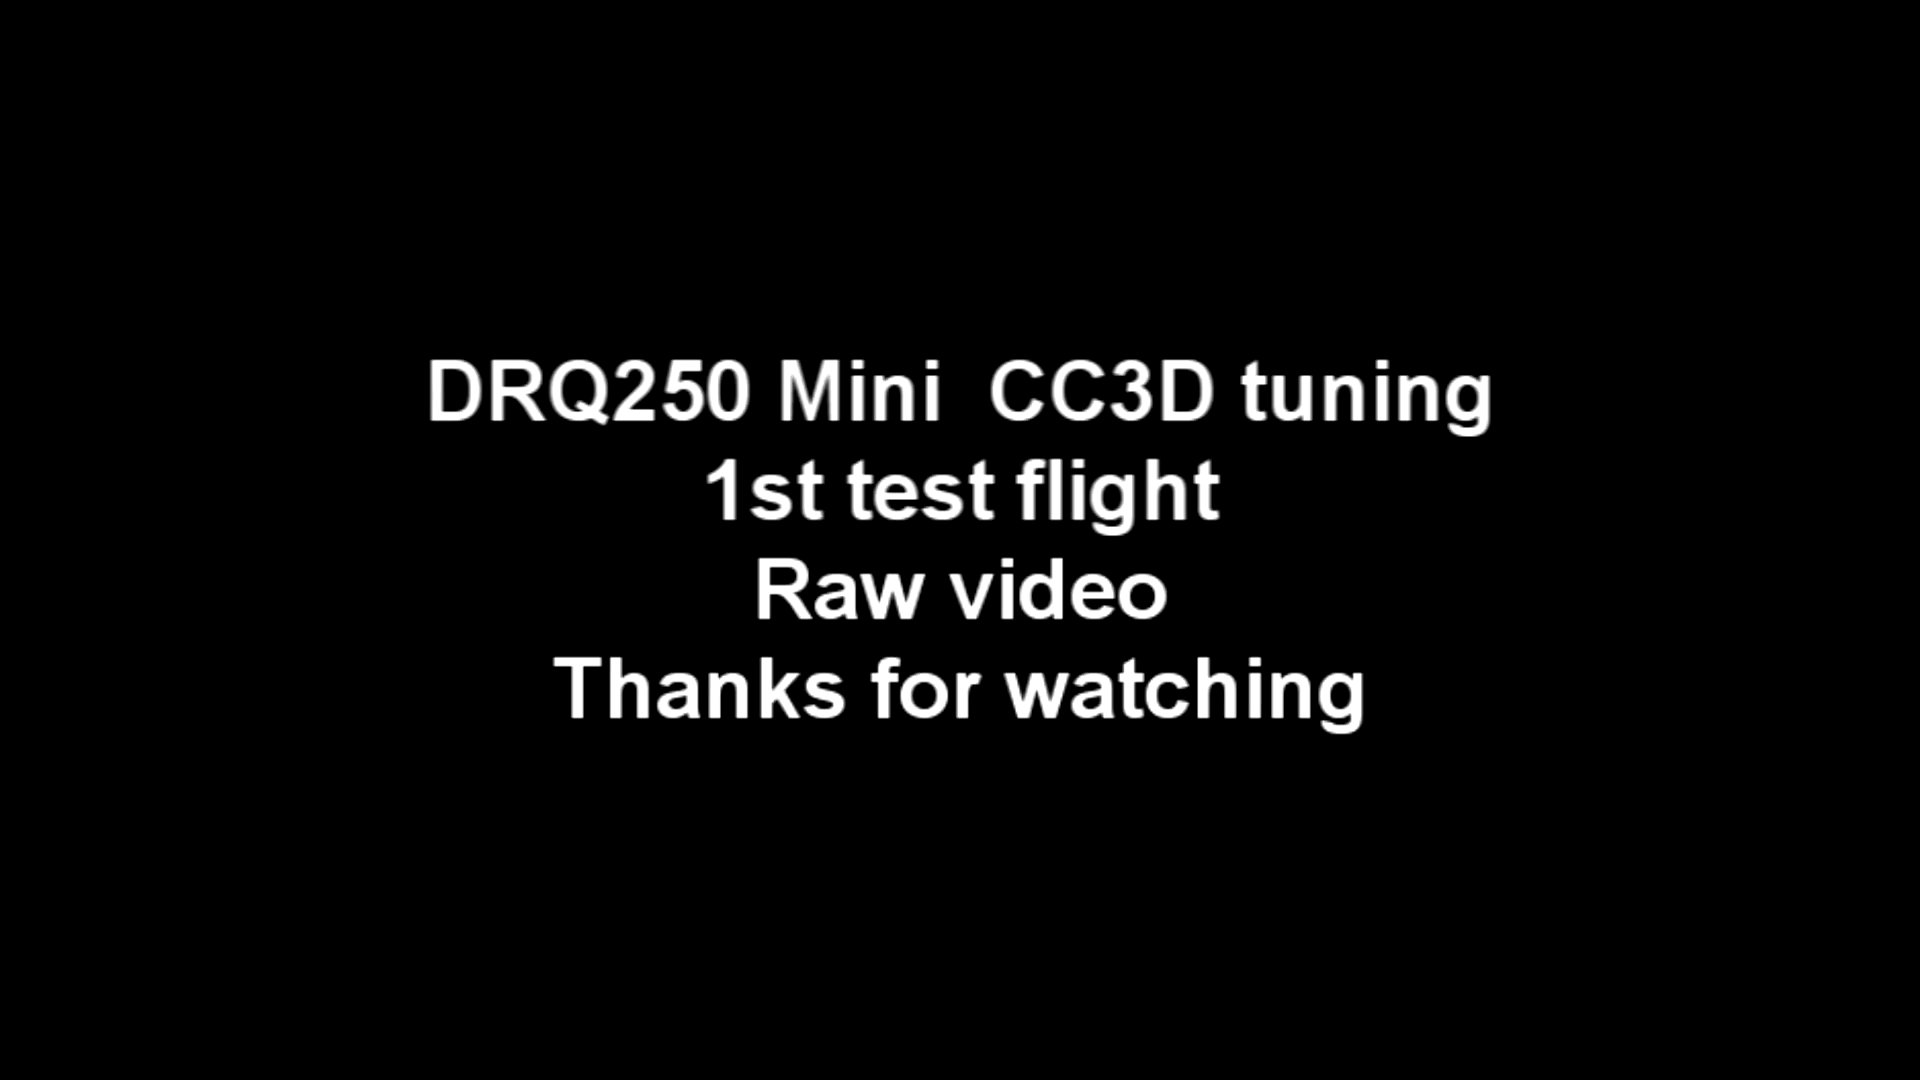 DRQ250 Mini  CC3D tuning
1st test flight
Raw video
Thanks for watching